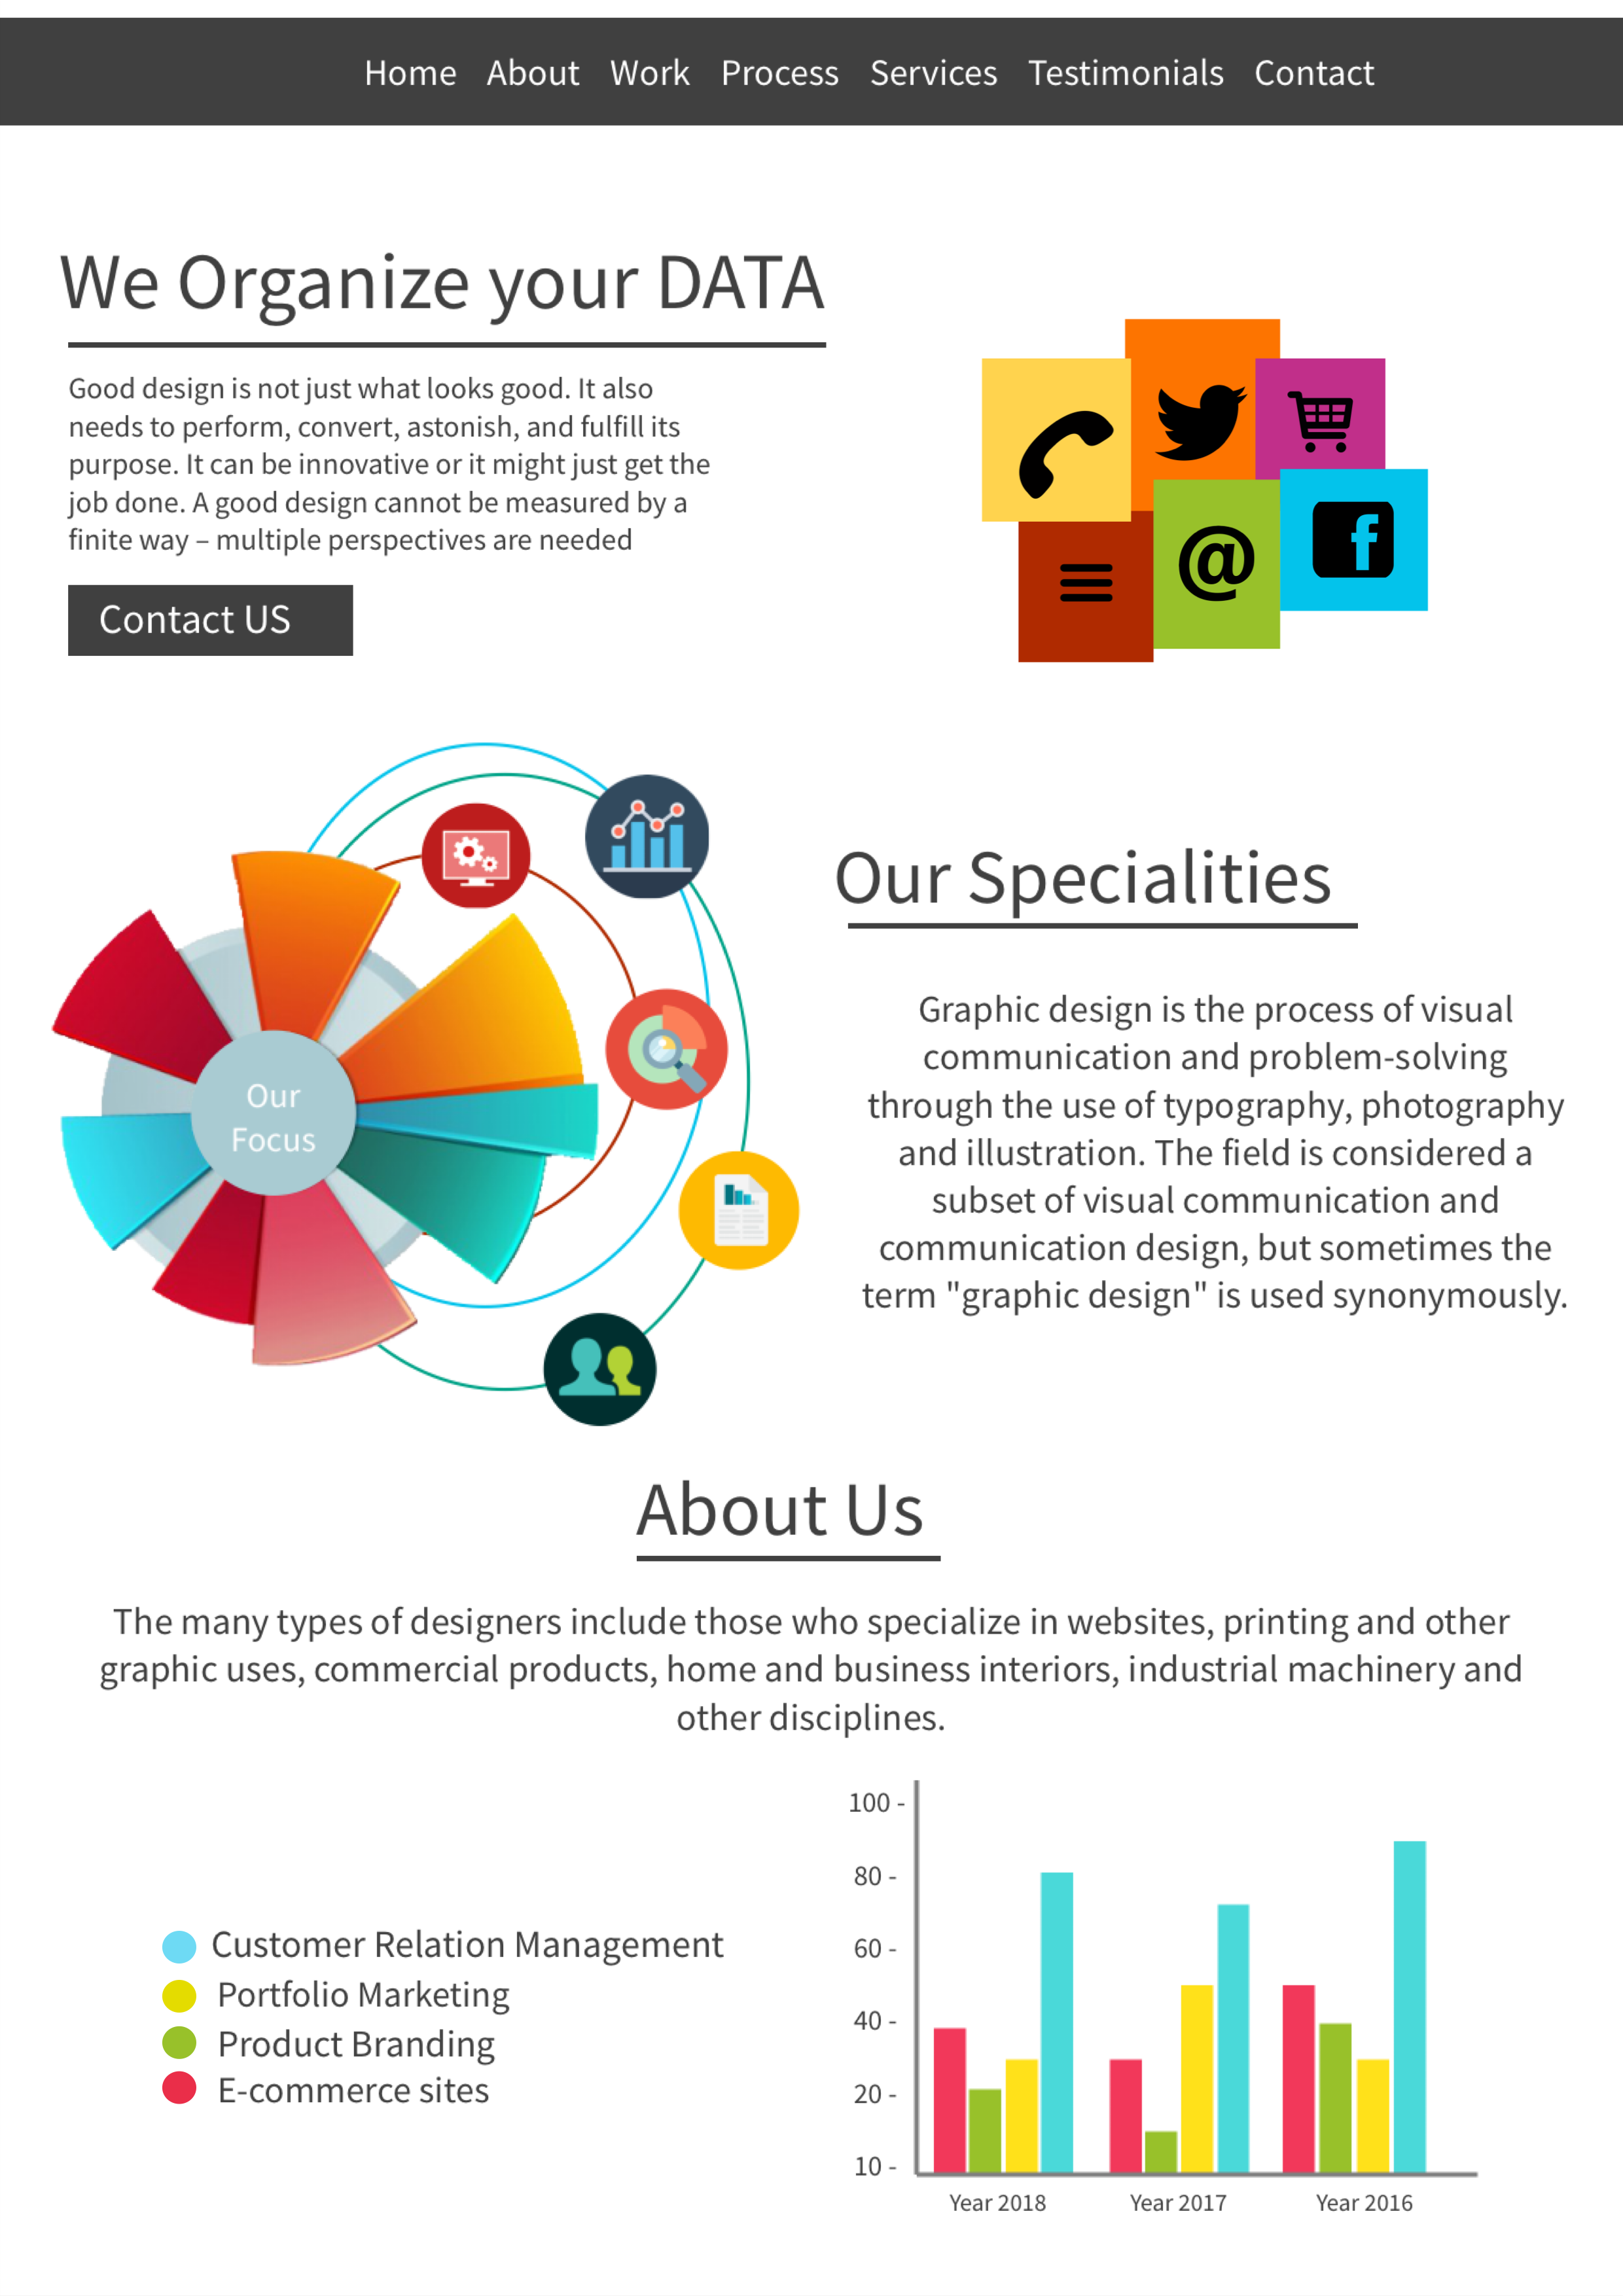 Home About Work Process Services Testimonials Contact
We Organize your DATA
Good design is not just what looks good. It also
needs to perform, convert, astonish, and fulfill its
purpose. It can be innovative or it might just get the
job done. A good design cannot be measured by a
finite way – multiple perspectives are needed
Contact US
@
f
Our
Focus
Our Specialities
Graphic design is the process of visual
communication and problem-solving
through the use of typography, photography
and illustration. The field is considered a
subset of visual communication and
communication design, but sometimes the
term "graphic design" is used synonymously.
About Us
The many types of designers include those who specialize in websites, printing and other
graphic uses, commercial products, home and business interiors, industrial machinery and
other disciplines.
Customer Relation Management
Portfolio Marketing
Product Branding
E-commerce sites
100 -
80 -
60 -
40 -
20 -
10 -
Year 2018 Year 2017 Year 2016